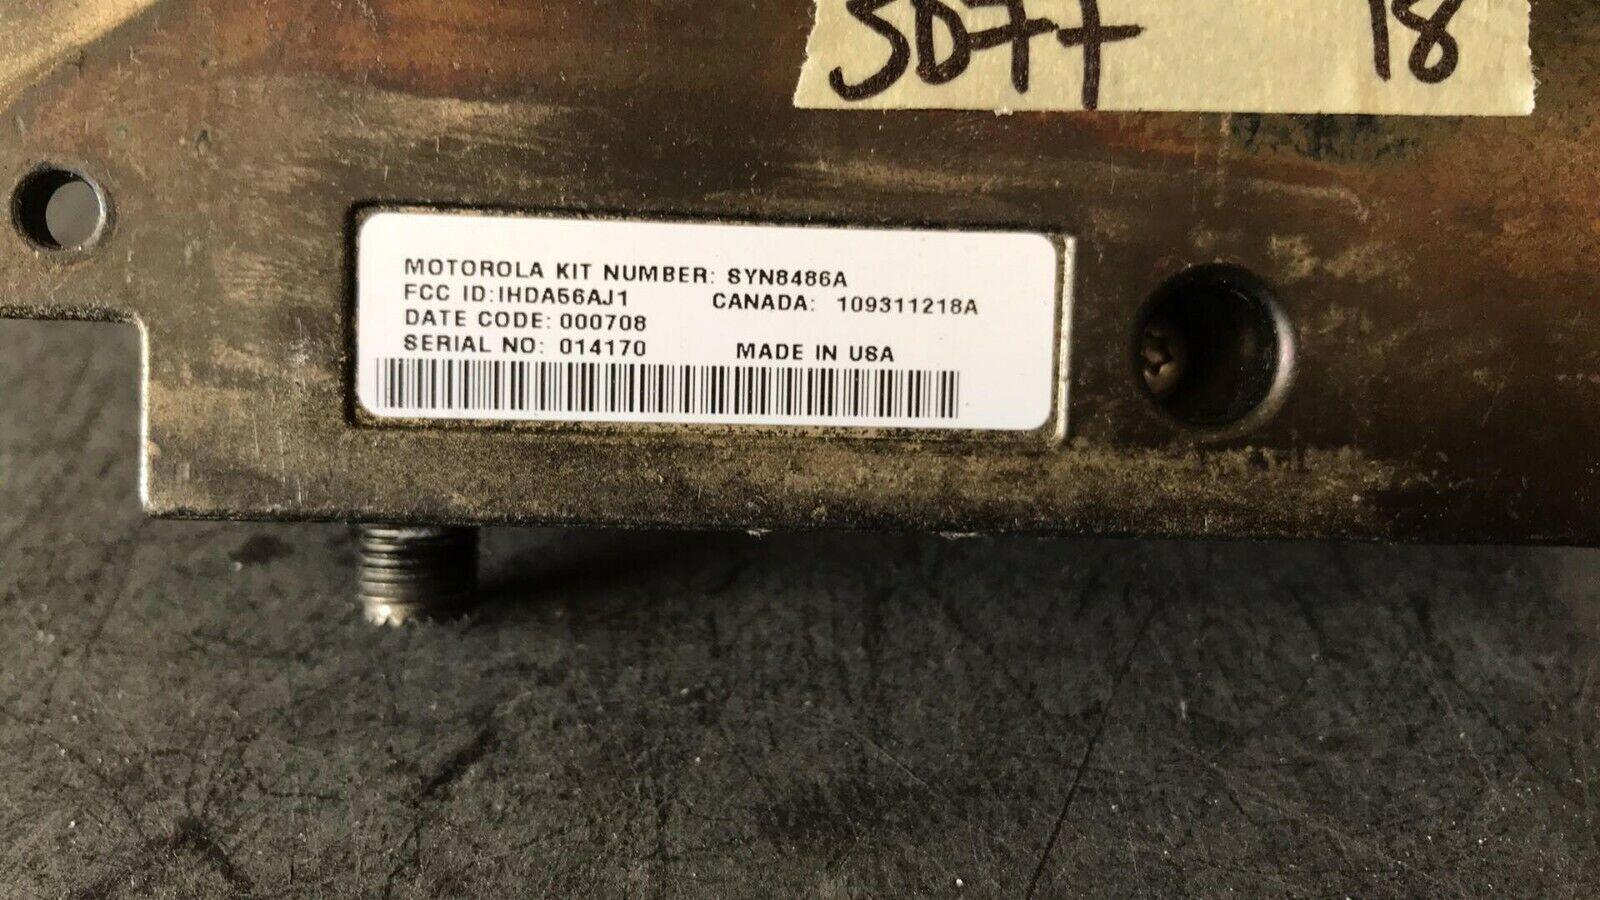 SD77 18
MOTOROLA KIT NUMBER: SYN8486A
FCC ID:IHDA56AJ1 CANADA: 109311218A
DATE CODE: 000708
SERIAL NO: 014170 MADE IN USA